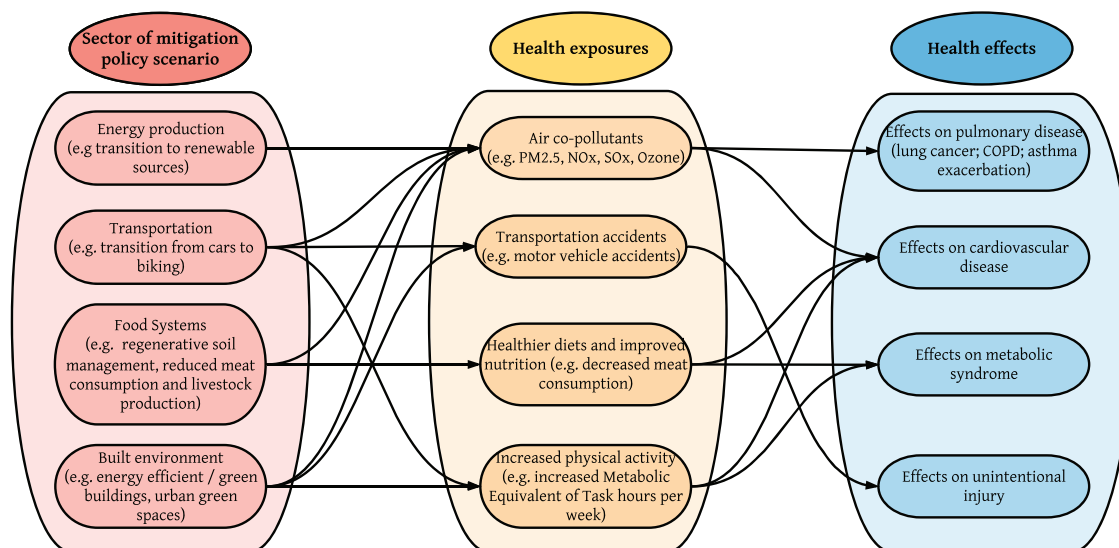 Sector of mitigation
policy scenario
Health exposures
Health effects
Energy production
(e.g transition to renewable
sources)
Transportation
(e.g. transition from cars to
biking)
Food Systems
(e.g.  regenerative soil
management, reduced meat
consumption and livestock
production)
Built environment
(e.g. energy efficient / green
buildings, urban green
spaces)
Air co-pollutants
(e.g. PM2.5, NOx, SOx, Ozone)
Transportation accidents
(e.g. motor vehicle accidents)
Healthier diets and improved
nutrition (e.g. decreased meat
consumption)
Increased physical activity
(e.g. increased Metabolic
Equivalent of Task hours per
week)
Effects on pulmonary disease
(lung cancer; COPD; asthma
exacerbation)
Effects on cardiovascular
disease
Effects on metabolic
syndrome
Effects on unintentional
injury